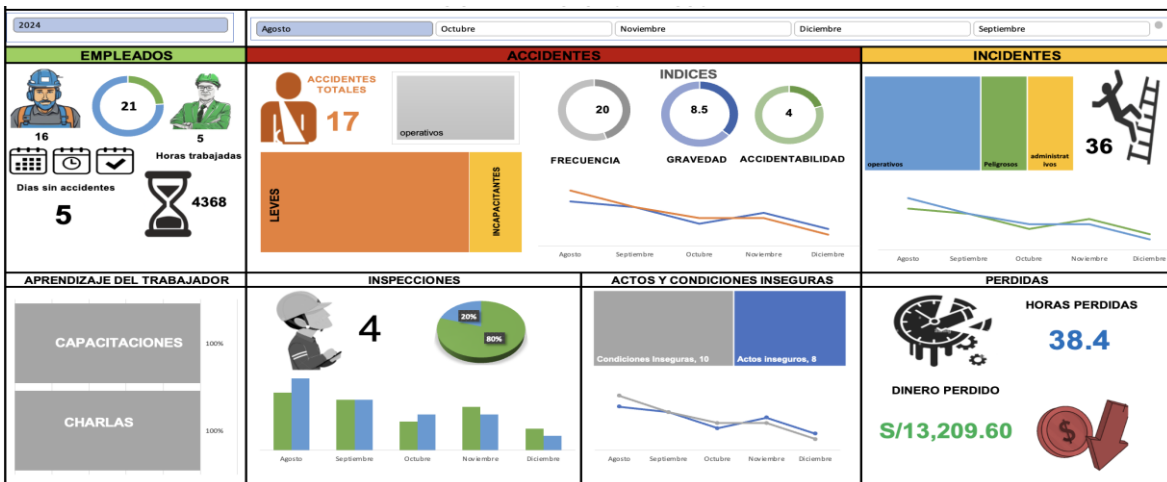 2024
Agosto
Octubre
Noviembre
Diciembre
Septiembre
EMPLEADOS
21
16
5
Dias sin accidentes
5
Horas trabajadas
4368
ACCIDENTES
ACCIDENTES
TOTALES
17
operativos
LEVES
INCAPACITANTES
INDICES
20
8.5
4
FRECUENCIA
GRAVEDAD
ACCIDENTABILIDAD
Agosto
Septiembre
Octubre
Noviembre
Diciembre
INCIDENTES
operativos
Peligrosos
administrat
ivos
36
Agosto
Septiembre
Octubre
Noviembre
Diciembre
APRENDIZAJE DEL TRABAJADOR
CAPACITACIONES
100%
CHARLAS
100%
INSPECCIONES
4
20%
80%
Agosto
Septiembre
Octubre
Noviembre
Diciembre
ACTOS Y CONDICIONES INSEGURAS
Condiciones Inseguras, 10
Actos inseguros, 8
Agosto
Septiembre
Octubre
Noviembre
Diciembre
PERDIDAS
HORAS PERDIDAS
38.4
DINERO PERDIDO
S/13,209.60
$